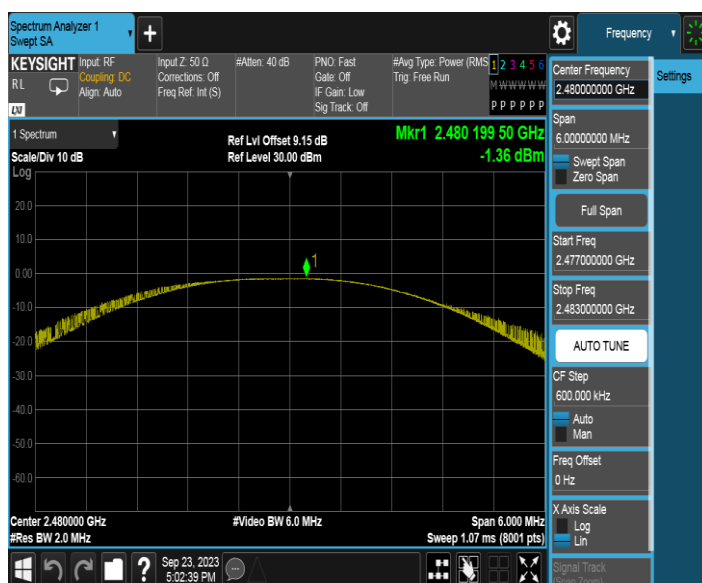 Spectrum Analyzer 1
Swept SA
Frequency
KEYSIGHT
RL
LXI
Input: RF
Coupling: DC
Align: Auto
Input Z: 50 Ω
Corrections: Off
Freq Ref: Int (S)
#Atten: 40 dB
PNO: Fast
Gate: Off
IF Gain: Low
Sig Track: Off
#Avg Type: Power (RMS
Trig: Free Run
1 2 3 4 5 6
M W W W W W
P P P P P P
Center Frequency
2.480000000 GHz
Settings
1 Spectrum
Scale/Div 10 dB
Ref Lvl Offset 9.15 dB
Ref Level 30.00 dBm
Mkr1 2.480 199 50 GHz
-1.36 dBm
Log
20.0
10.0
0.00
-10.0
-20.0
-30.0
-40.0
-50.0
-60.0
1
Span
6.00000000 MHz
Swept Span
Zero Span
Full Span
Start Freq
2.477000000 GHz
Stop Freq
2.483000000 GHz
AUTO TUNE
CF Step
600.000 kHz
Auto
Man
Freq Offset
0 Hz
X Axis Scale
Log
Lin
Signal Track
(Span Zoom)
Center 2.480000 GHz
#Res BW 2.0 MHz
#Video BW 6.0 MHz
Span 6.000 MHz
Sweep 1.07 ms (8001 pts)
?
Sep 23, 2023
5:02:39 PM